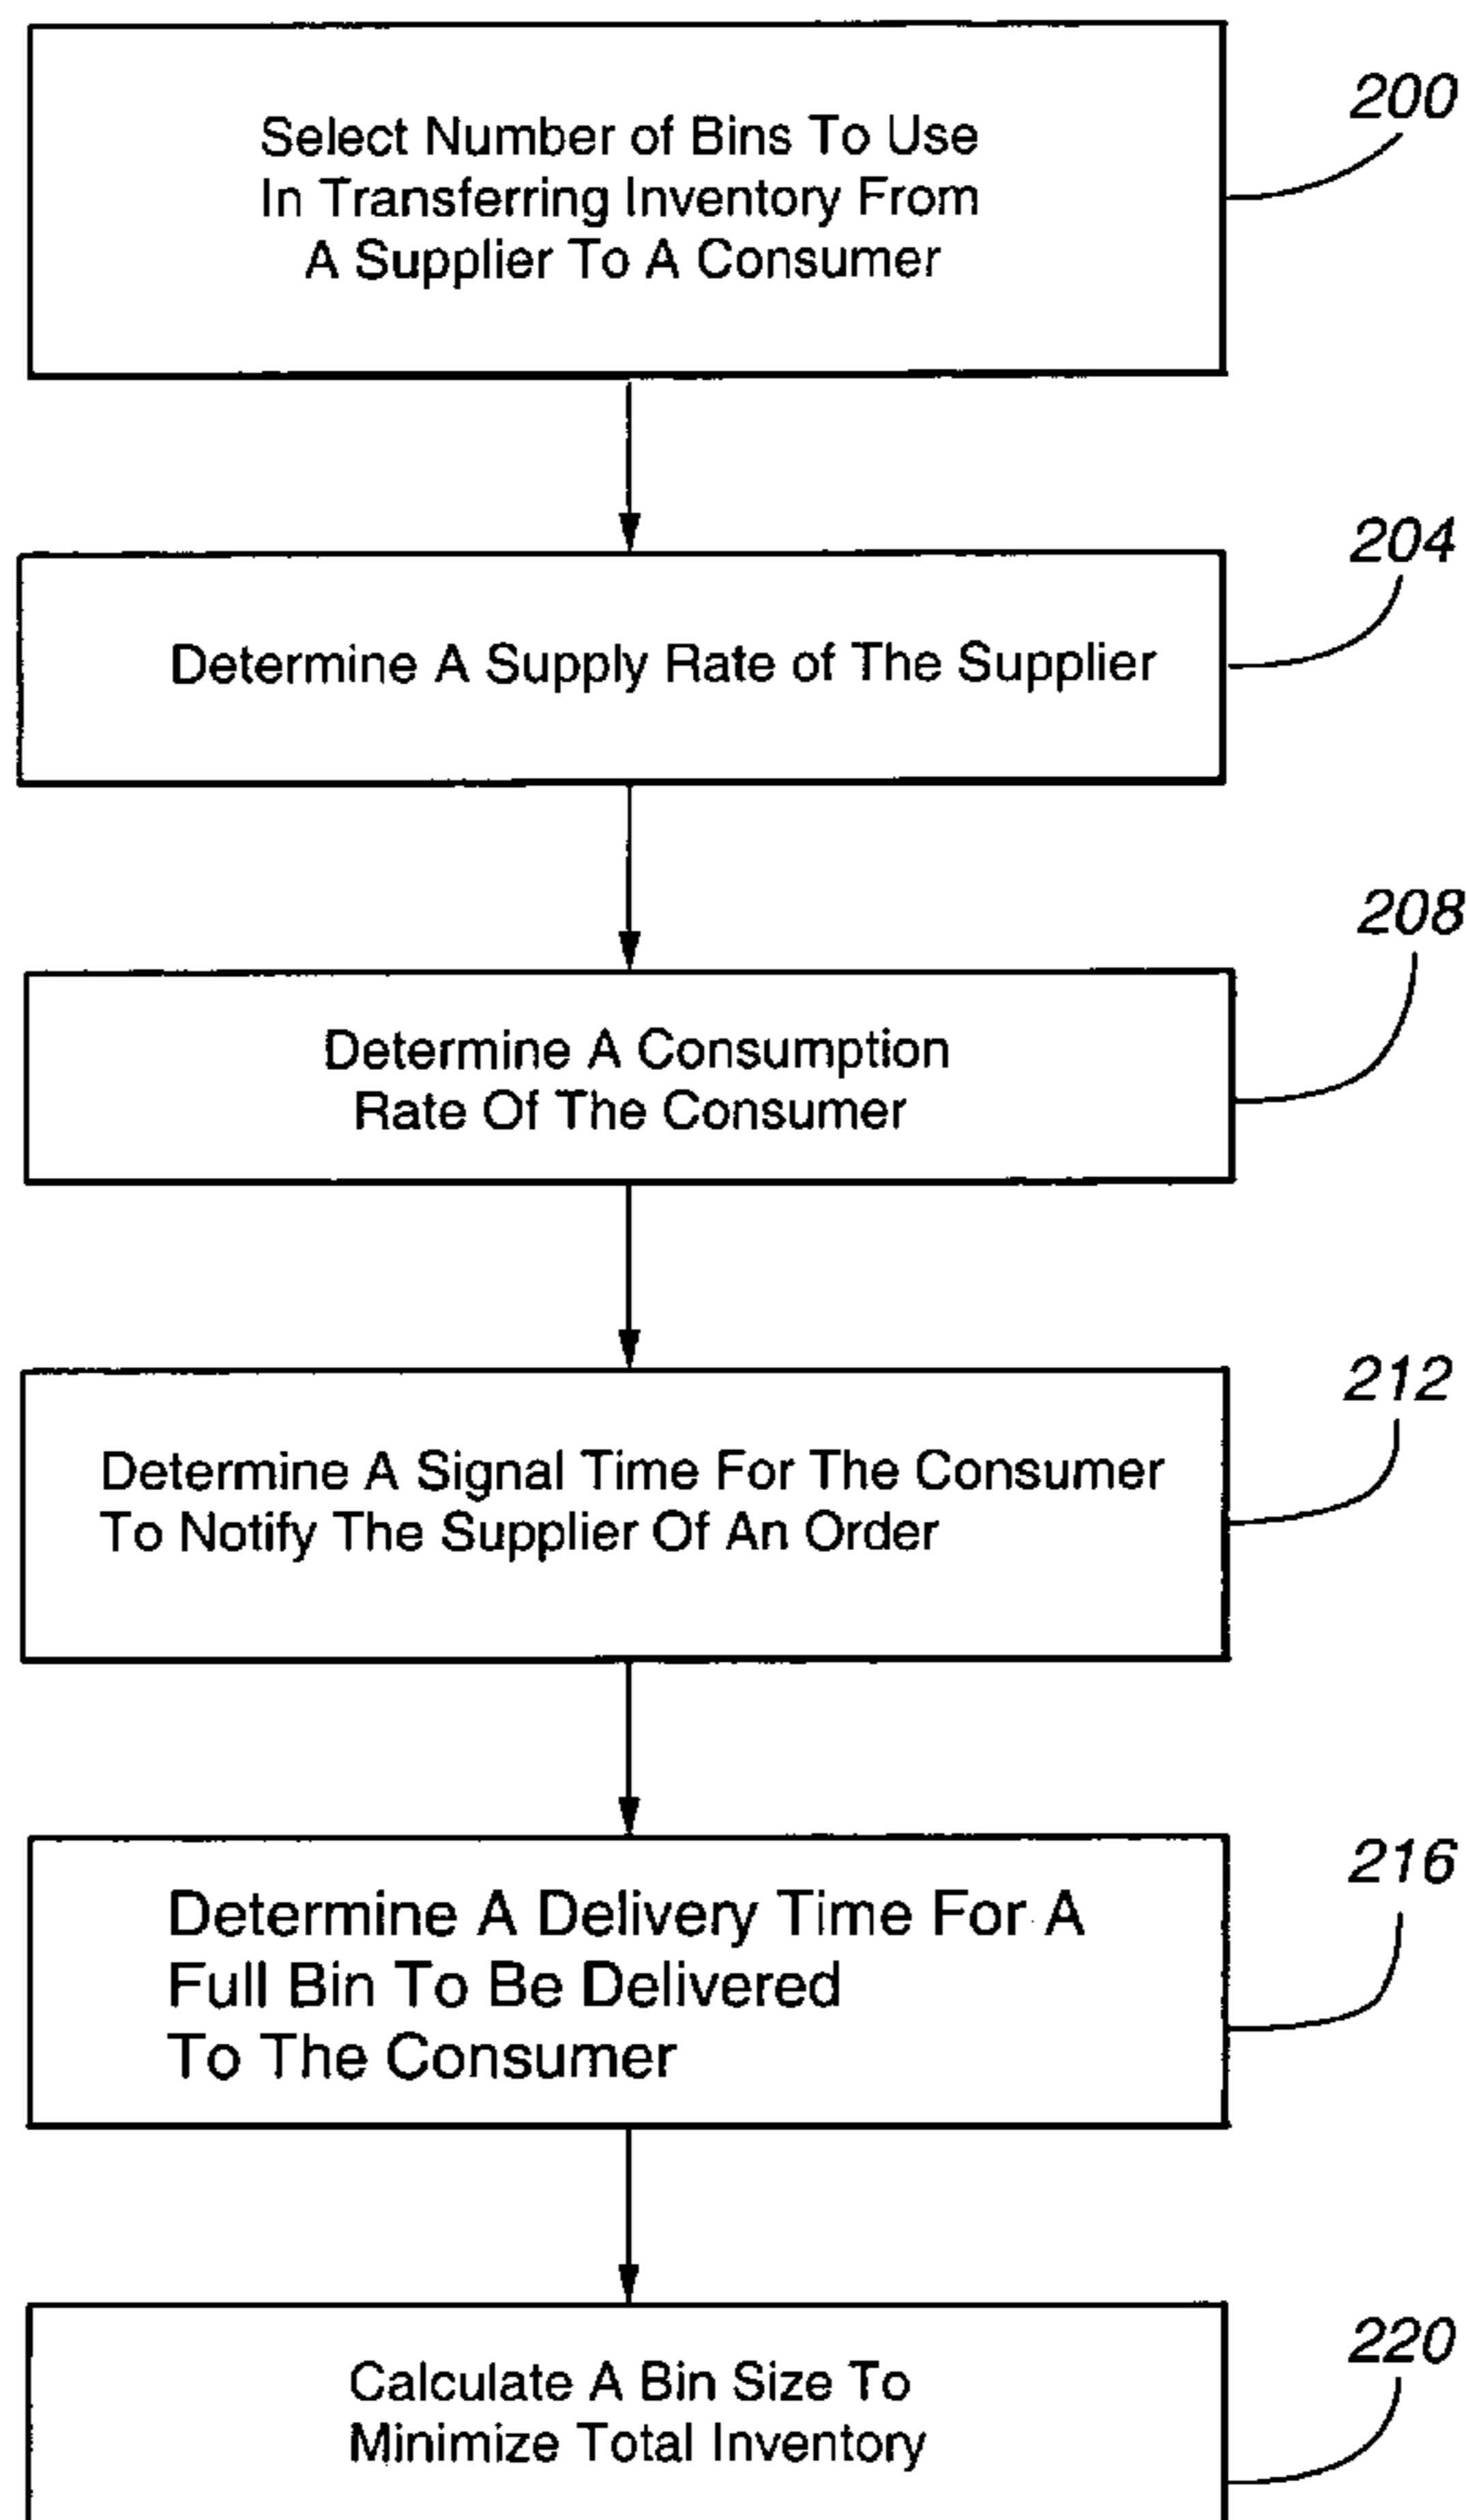 Select Number of Bins To Use
In Transferring Inventory From
A Supplier To A Consumer
200
Determine A Supply Rate of The Supplier
204
Determine A Consumption
Rate Of The Consumer
208
Determine A Signal Time For The Consumer
To Notify The Supplier Of An Order
212
Determine A Delivery Time For A
Full Bin To Be Delivered
To The Consumer
216
Calculate A Bin Size To
Minimize Total Inventory
220